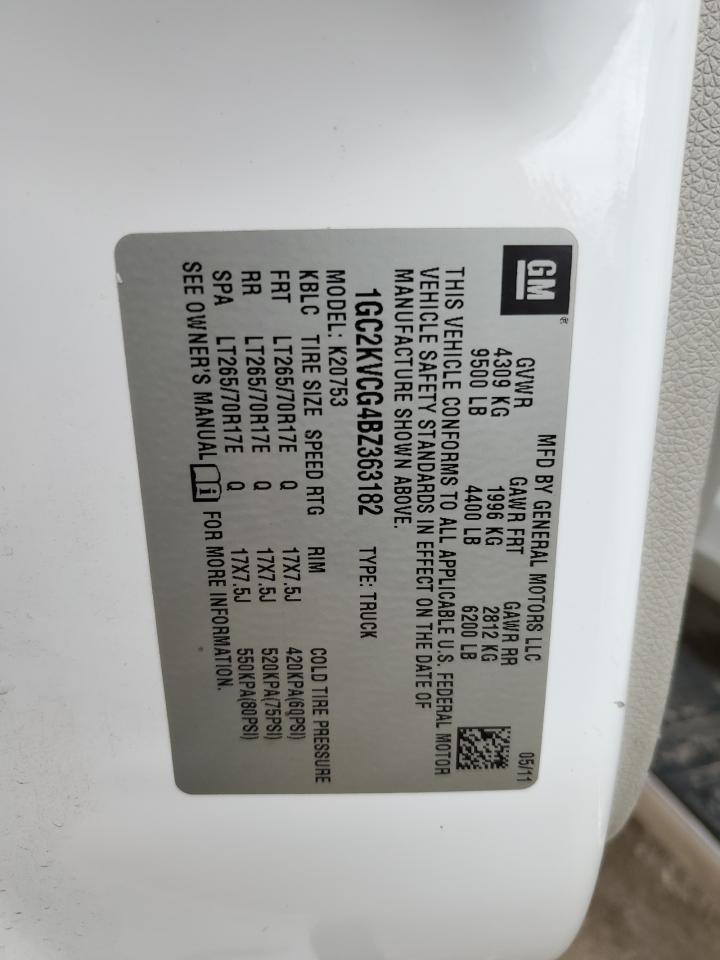 GM
MFD BY GENERAL MOTORS LLC 05/11
GVWR GAWR FRT GAWR RR
4309 KG 1996 KG 2812 KG
9500 LB 4400 LB 6200 LB
THIS VEHICLE CONFORMS TO ALL APPLICABLE U.S. FEDERAL MOTOR
VEHICLE SAFETY STANDARDS IN EFFECT ON THE DATE OF
MANUFACTURE SHOWN ABOVE.
1GC2KVCG4BZ363182 TYPE: TRUCK
MODEL: K20753
KBLC TIRE SIZE SPEED RTG RIM COLD TIRE PRESSURE
FRT LT265/70R17E Q 17X7.5J 420KPA(60PSI)
RR LT265/70R17E Q 17X7.5J 520KPA(75PSI)
SPA LT265/70R17E Q 17X7.5J 550KPA(80PSI)
SEE OWNER'S MANUAL FOR MORE INFORMATION.